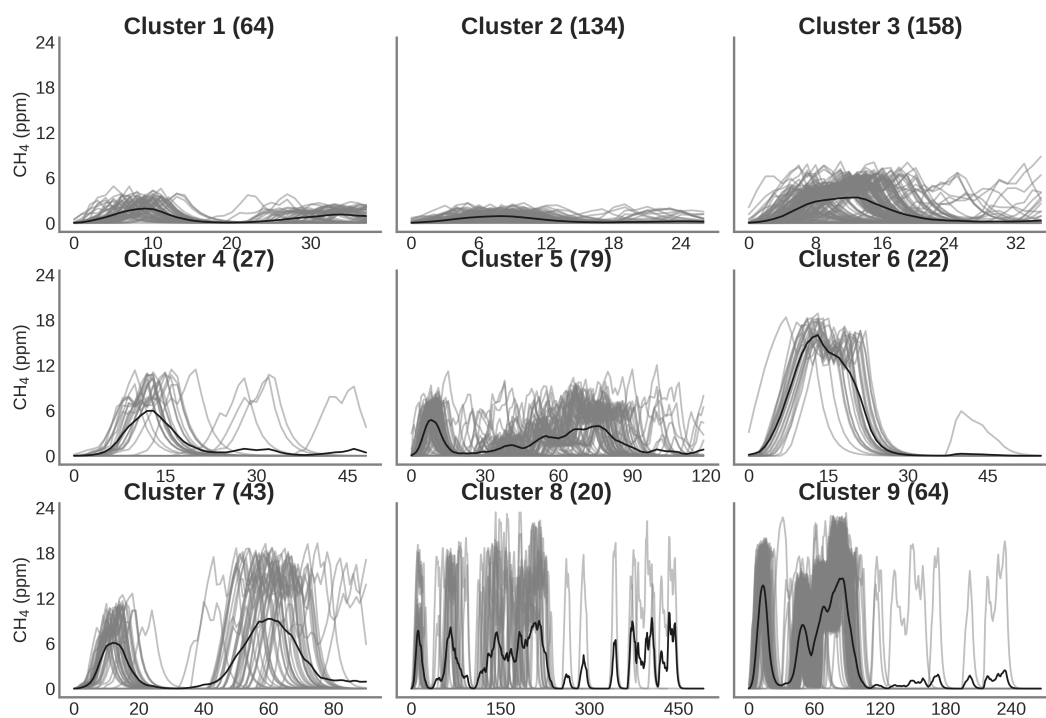 Cluster 1 (64)
Cluster 2 (134)
Cluster 3 (158)
CH4 (ppm)
24
18
12
6
0
0 10 20 30
0 6 12 18 24
0 8 16 24 32
Cluster 4 (27)
Cluster 5 (79)
Cluster 6 (22)
CH4 (ppm)
24
18
12
6
0
0 15 30 45
0 30 60 90 120
0 15 30 45
Cluster 7 (43)
Cluster 8 (20)
Cluster 9 (64)
CH4 (ppm)
24
18
12
6
0
0 20 40 60 80
0 150 300 450
0 60 120 180 240